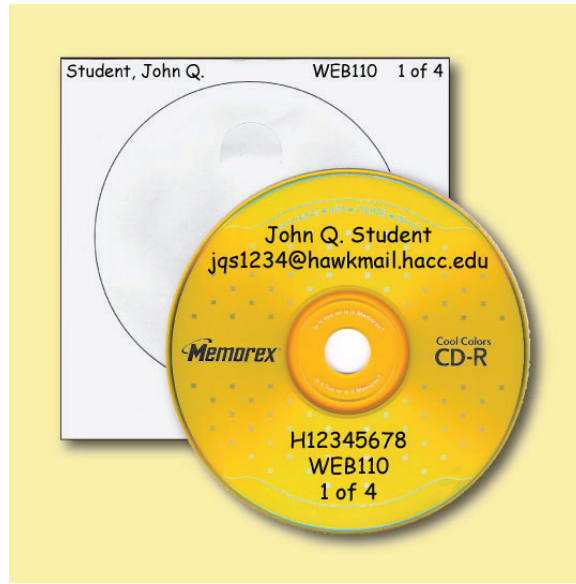 Student, John Q. WEB110 1 of 4
John Q. Student
jqs1234@hawkmail.hacc.edu
Memorex
Cool Colors
CD-R
H12345678
WEB110
1 of 4